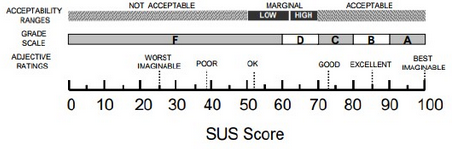 ACCEPTABILITY RANGES
NOT ACCEPTABLE
MARGINAL
ACCEPTABLE
LOW HIGH
GRADE SCALE
F D C B A
ADJECTIVE RATINGS
WORST IMAGINABLE
POOR
OK
GOOD
EXCELLENT
BEST IMAGINABLE
0 10 20 30 40 50 60 70 80 90 100
SUS Score